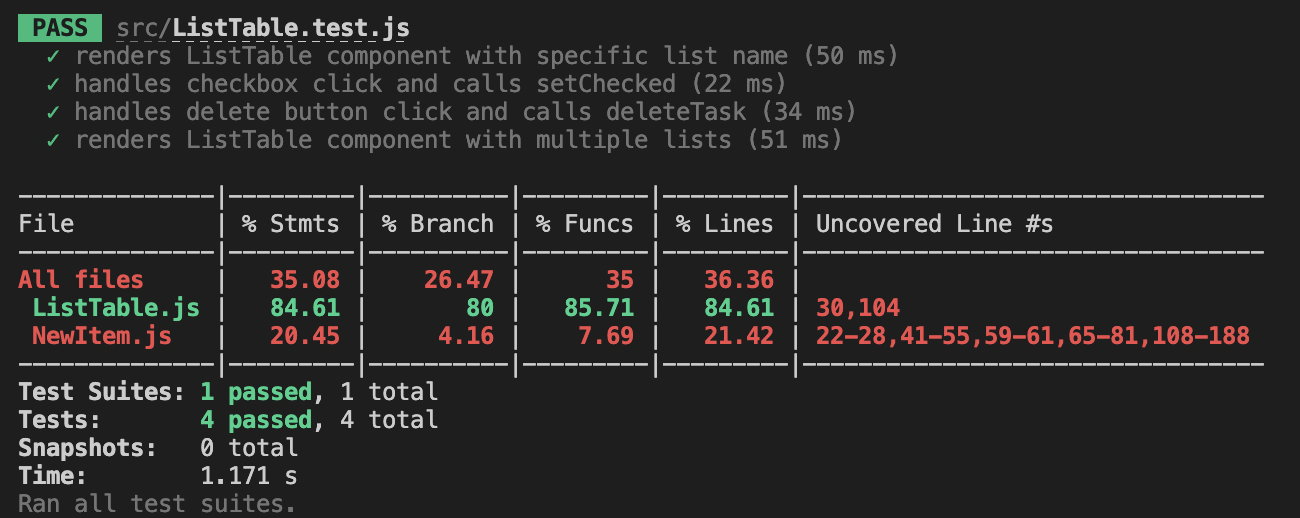 PASS src/ListTable.test.js
✓ renders ListTable component with specific list name (50 ms)
✓ handles checkbox click and calls setChecked (22 ms)
✓ handles delete button click and calls deleteTask (34 ms)
✓ renders ListTable component with multiple lists (51 ms)
--------------|---------|----------|---------|---------|---------------------------------
File | % Stmts | % Branch | % Funcs | % Lines | Uncovered Line #s
--------------|---------|----------|---------|---------|---------------------------------
All files | 35.08 | 26.47 | 35 | 36.36 |
ListTable.js | 84.61 | 80 | 85.71 | 84.61 | 30,104
NewItem.js | 20.45 | 4.16 | 7.69 | 21.42 | 22-28,41-55,59-61,65-81,108-188
--------------|---------|----------|---------|---------|---------------------------------
Test Suites: 1 passed, 1 total
Tests: 4 passed, 4 total
Snapshots: 0 total
Time: 1.171 s
Ran all test suites.